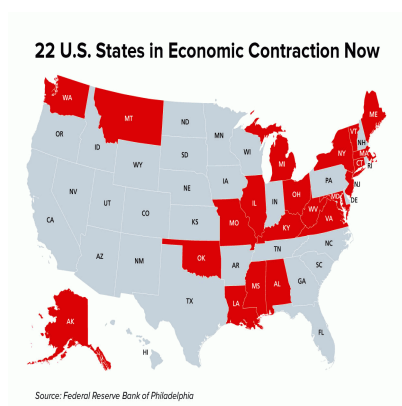 22 U.S. States in Economic Contraction Now
WA
MT
ND
MN
ME
VT
NH
OR
ID
SD
WI
MI
NY
MA
CT
RI
WY
IA
PA
NJ
NE
IL
IN
OH
MD
DE
NV
UT
CO
KS
MO
WV
VA
KY
CA
NC
TN
AZ
NM
OK
AR
SC
MS
AL
GA
TX
LA
AK
FL
HI
Source: Federal Reserve Bank of Philadelphia